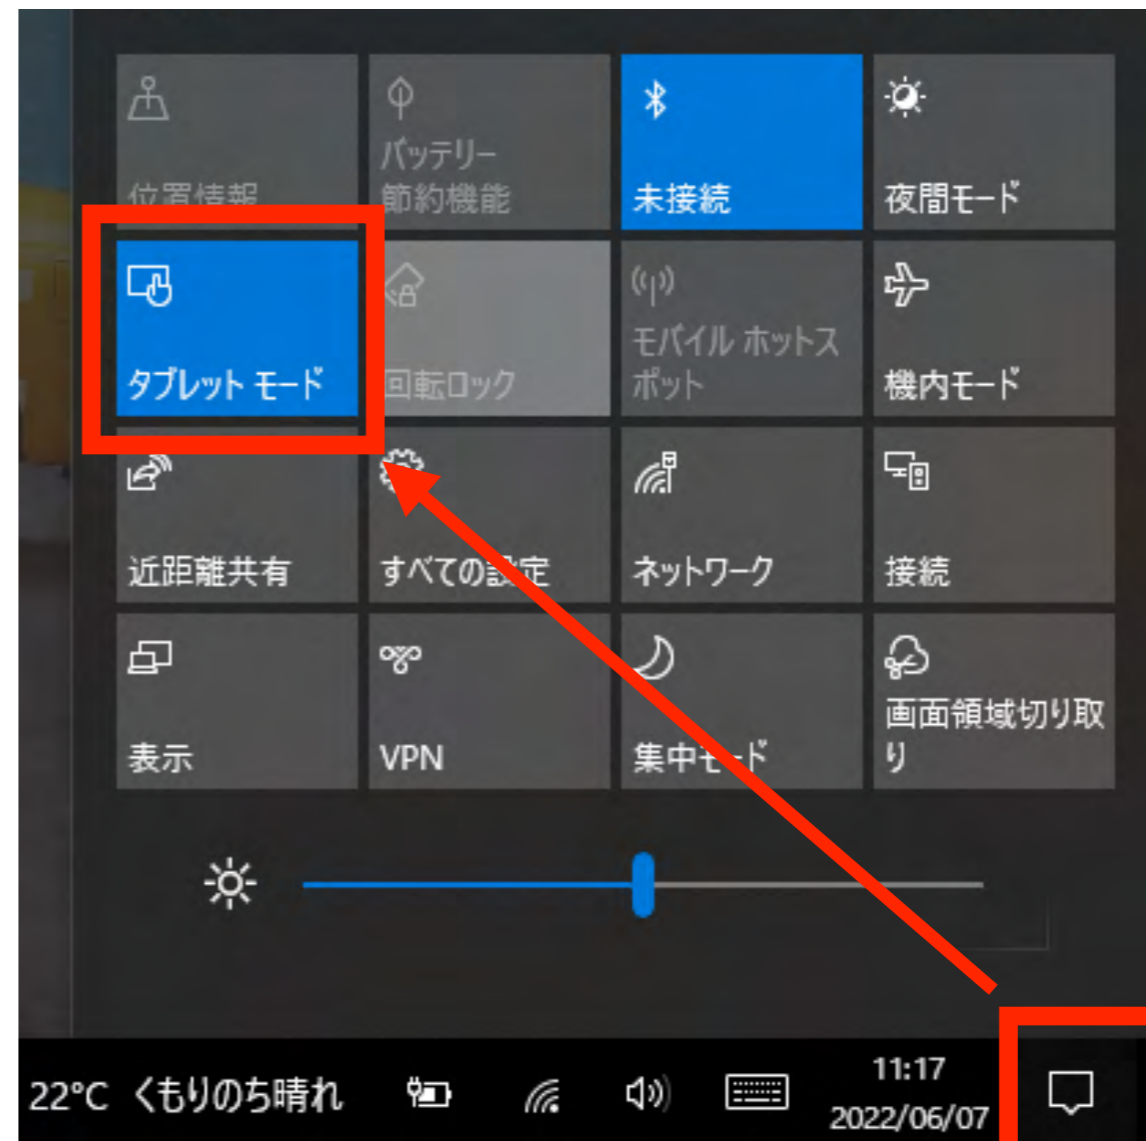 位置情報
バッテリー
節約機能
未接続
夜間モード
タブレット モード
回転ロック
モバイル ホットス
ポット
機内モード
近距離共有
すべての設定
ネットワーク
接続
表示
VPN
集中モード
画面領域切り取
り
22°C くもりのち晴れ
11:17
2022/06/07